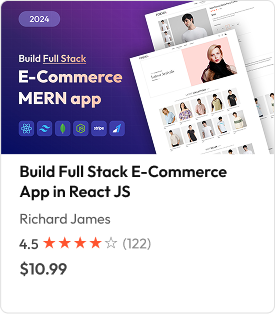 2024
Build Full Stack
E-Commerce
MERN app
stripe
Build Full Stack E-Commerce
App in React JS
Richard James
4.5 ★★★★☆ (122)
$10.99